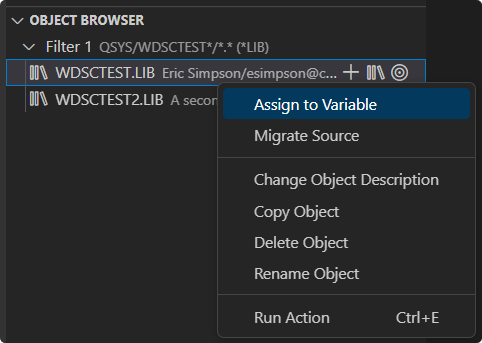 OBJECT BROWSER
Filter 1 QSYS/WDSCTEST*/*.* (*LIB)
WDSCTEST.LIB Eric Simpson/esimpson@c...
WDSCTEST2.LIB A secon
Assign to Variable
Migrate Source
Change Object Description
Copy Object
Delete Object
Rename Object
Run Action Ctrl+E